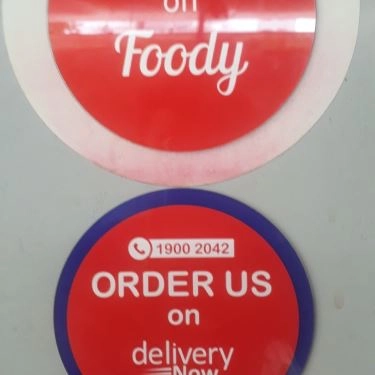 on
Foody
1900 2042
ORDER US
on
delivery
Now